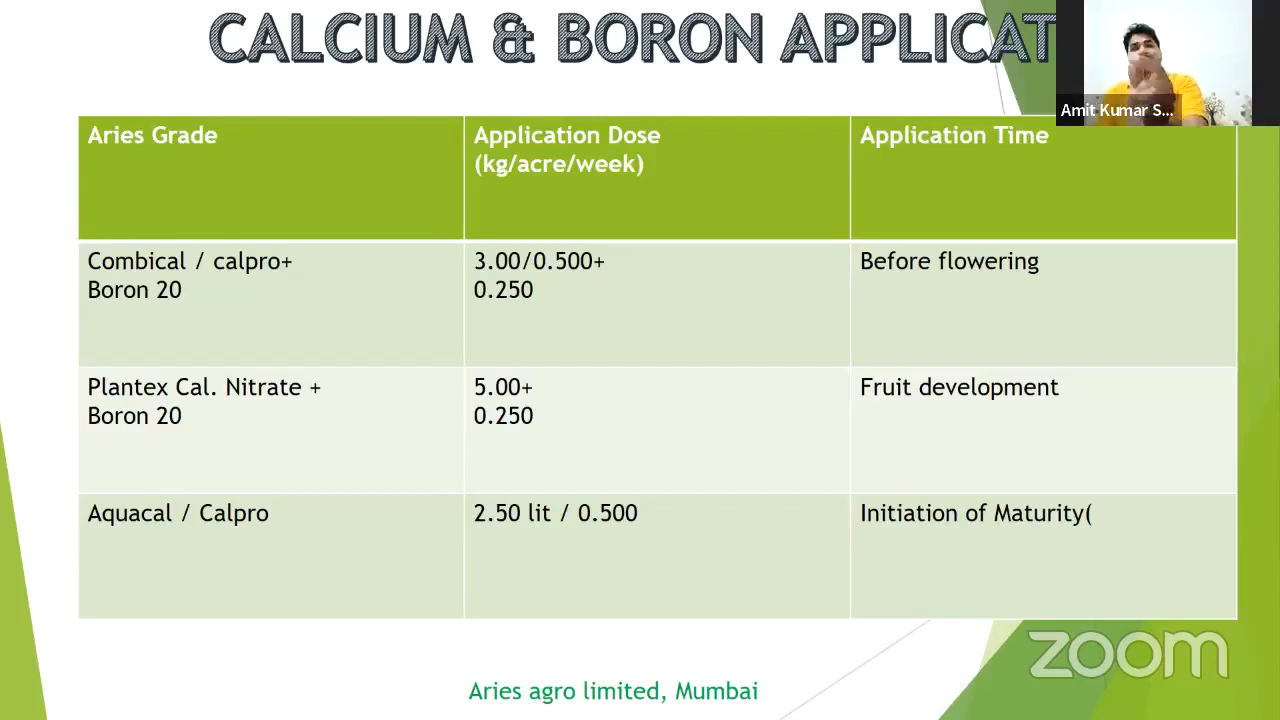 CALCIUM & BORON APPLICAT
Amit Kumar S...
Aries Grade
Application Dose
(kg/acre/week)
Application Time
Combical / calpro+
Boron 20
3.00/0.500+
0.250
Before flowering
Plantex Cal. Nitrate +
Boron 20
5.00+
0.250
Fruit development
Aquacal / Calpro
2.50 lit / 0.500
Initiation of Maturity(
zoom
Aries agro limited, Mumbai